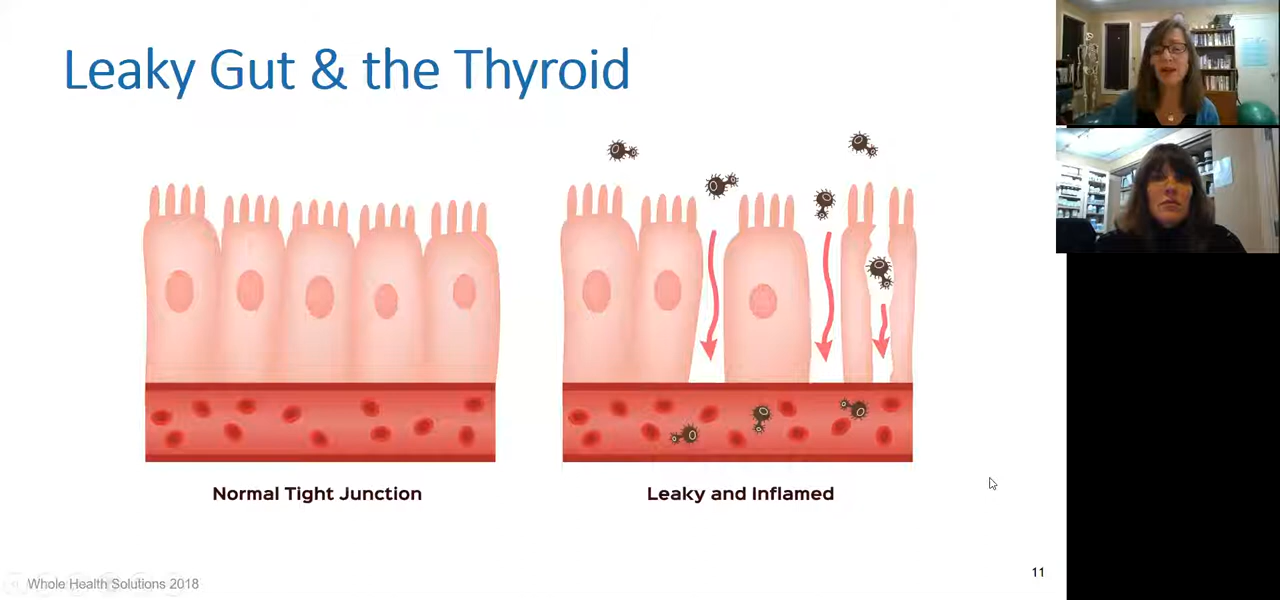 Leaky Gut & the Thyroid
Normal Tight Junction
Leaky and Inflamed
Whole Health Solutions 2018
11